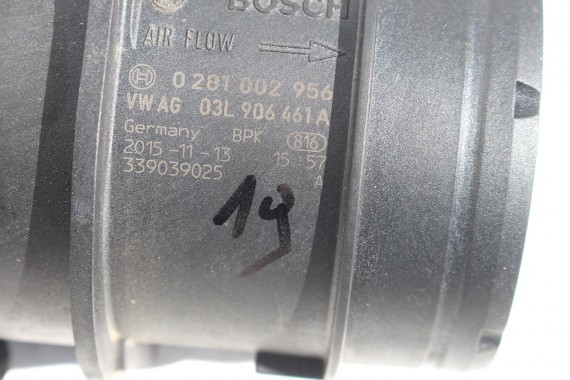 BOSCH
AIR FLOW
0 281 002 956
VW AG 03L 906 461 A
Germany BPK 816
2015-11-13 15 57
339039025 A
19